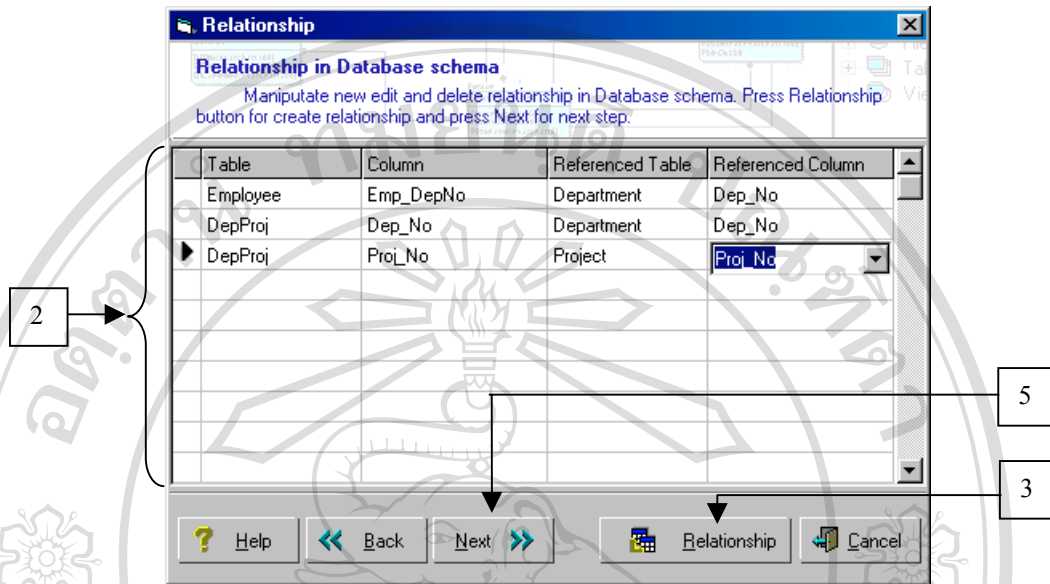 Relationship
Relationship in Database schema
Maniputate new edit and delete relationship in Database schema. Press Relationship
button for create relationship and press Next for next step.
Table Column Referenced Table Referenced Column
Employee Emp_DepNo Department Dep_No
DepProj Dep_No Department Dep_No
DepProj Proj_No Project Proj_No
2
5
3
Help Back Next Relationship Cancel